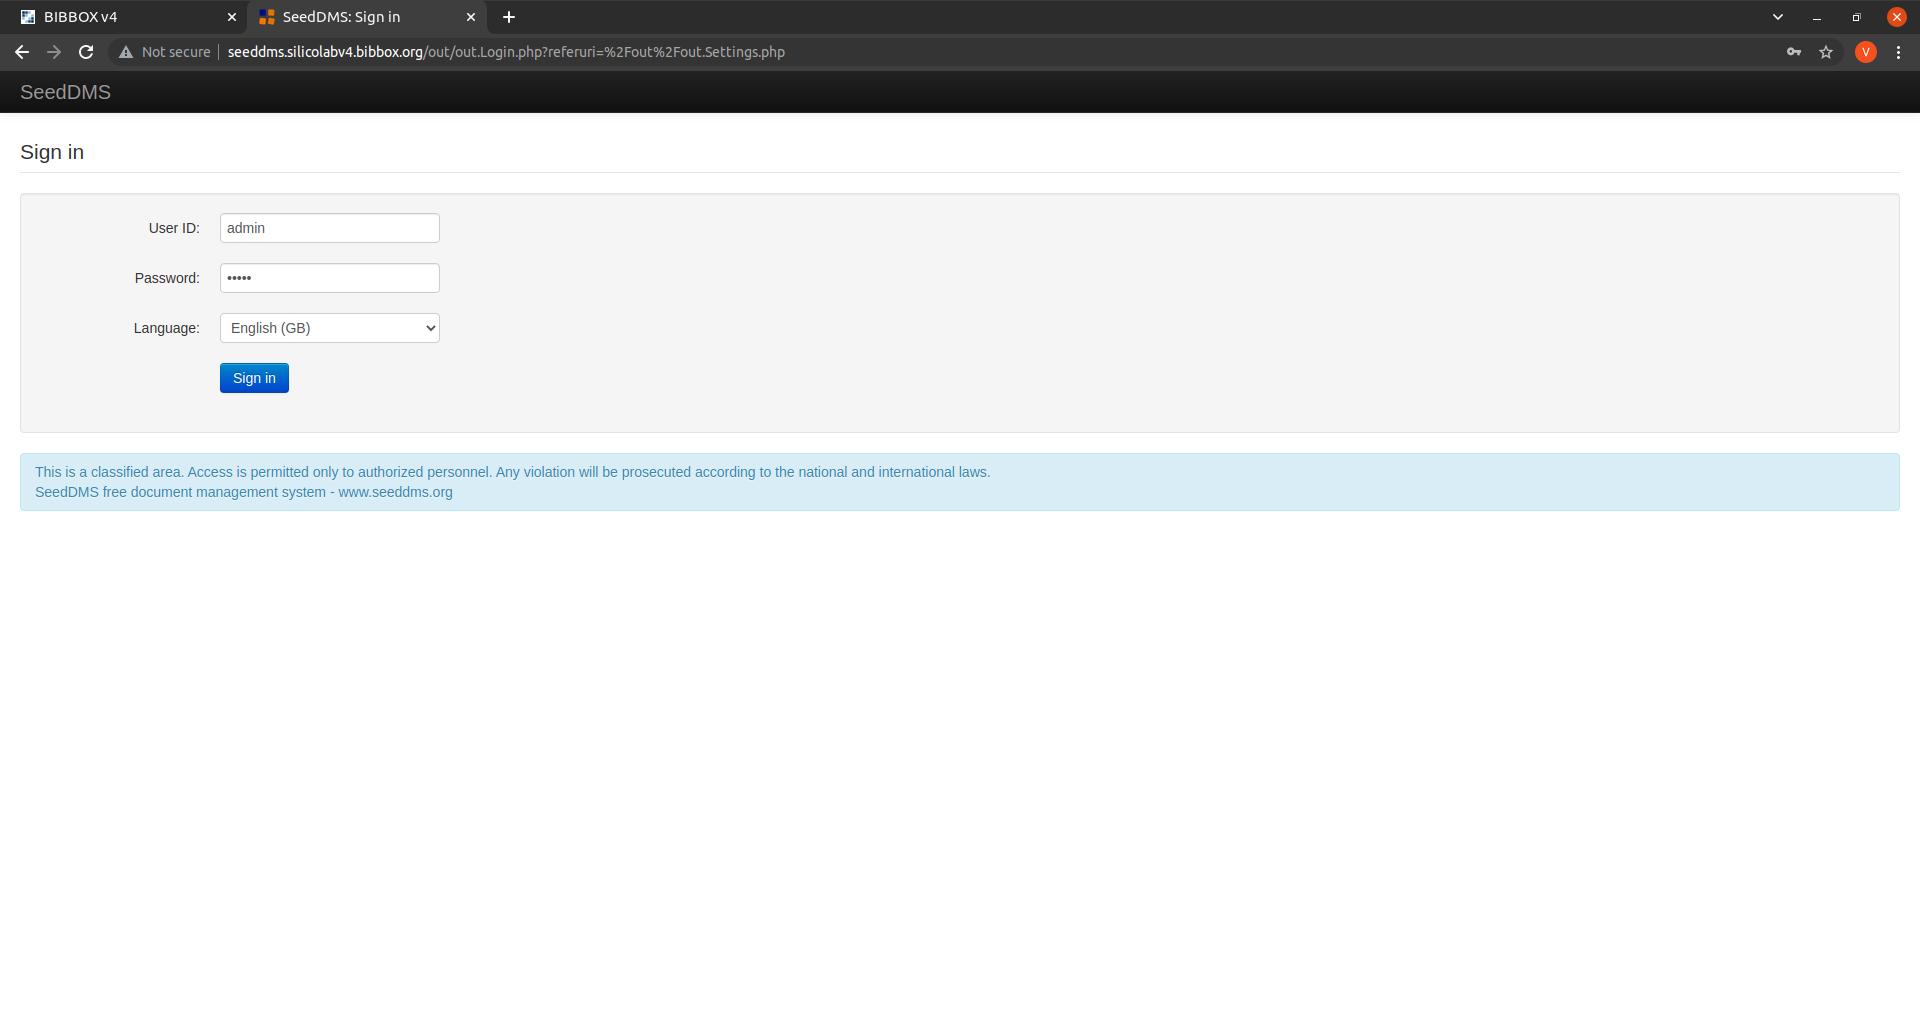 BIBBOX v4
SeedDMS: Sign in
Not secure
seeddms.silicolabv4.bibbox.org/out/out.Login.php?referuri=%2Fout%2Fout.Settings.php
V
SeedDMS
Sign in
User ID:
admin
Password:
•••••
Language:
English (GB)
Sign in
This is a classified area. Access is permitted only to authorized personnel. Any violation will be prosecuted according to the national and international laws.
SeedDMS free document management system - www.seeddms.org